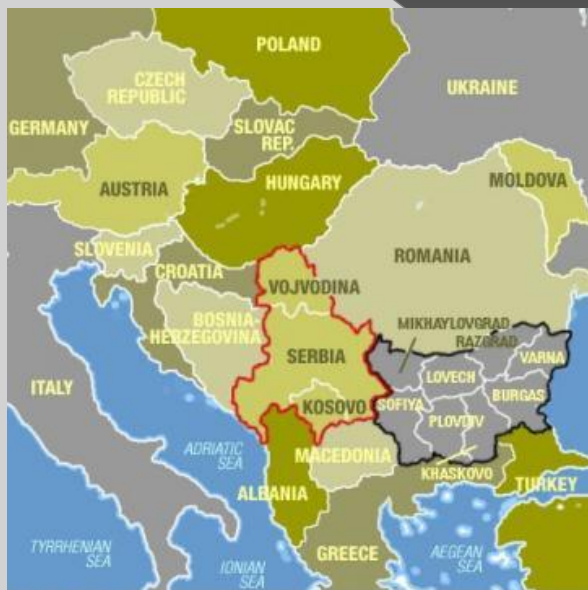 POLAND
CZECH
REPUBLIC
UKRAINE
GERMANY
SLOVAC
REP.
AUSTRIA
HUNGARY
MOLDOVA
SLOVENIA
ROMANIA
CROATIA
VOJVODINA
BOSNIA-
HERZEGOVINA
MIKHAYLOVGRAD
RAZGRAD
VARNA
SERBIA
LOVECH
ITALY
BURGAS
SOFIYA
KOSOVO
PLOVDIV
ADRIATIC
SEA
MACEDONIA
KHASKOVO
ALBANIA
TURKEY
TYRRHENIAN
SEA
IONIAN
SEA
GREECE
AEGEAN
SEA